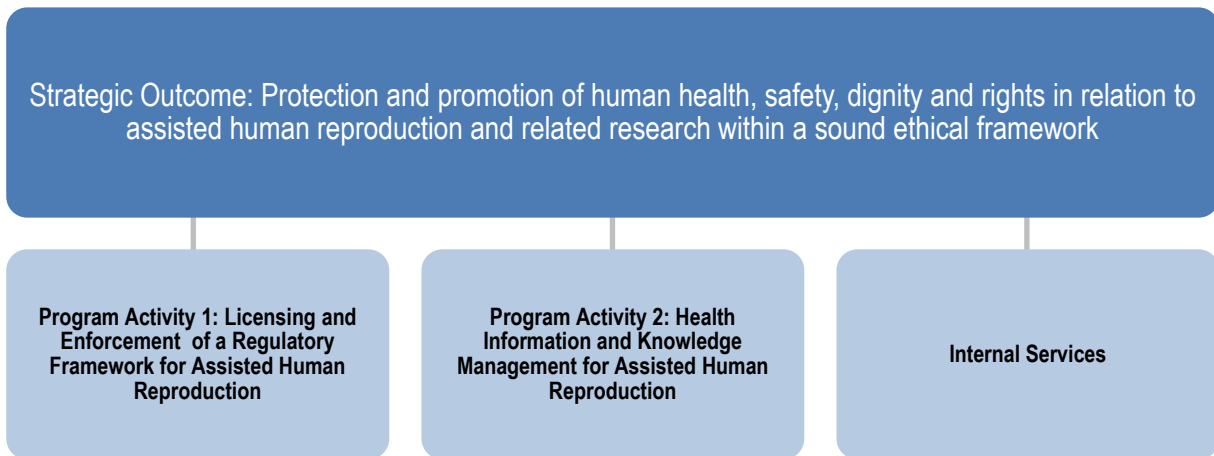 Strategic Outcome: Protection and promotion of human health, safety, dignity and rights in relation to
assisted human reproduction and related research within a sound ethical framework
Program Activity 1: Licensing and
Enforcement  of a Regulatory
Framework for Assisted Human
Reproduction
Program Activity 2: Health
Information and Knowledge
Management for Assisted Human
Reproduction
Internal Services